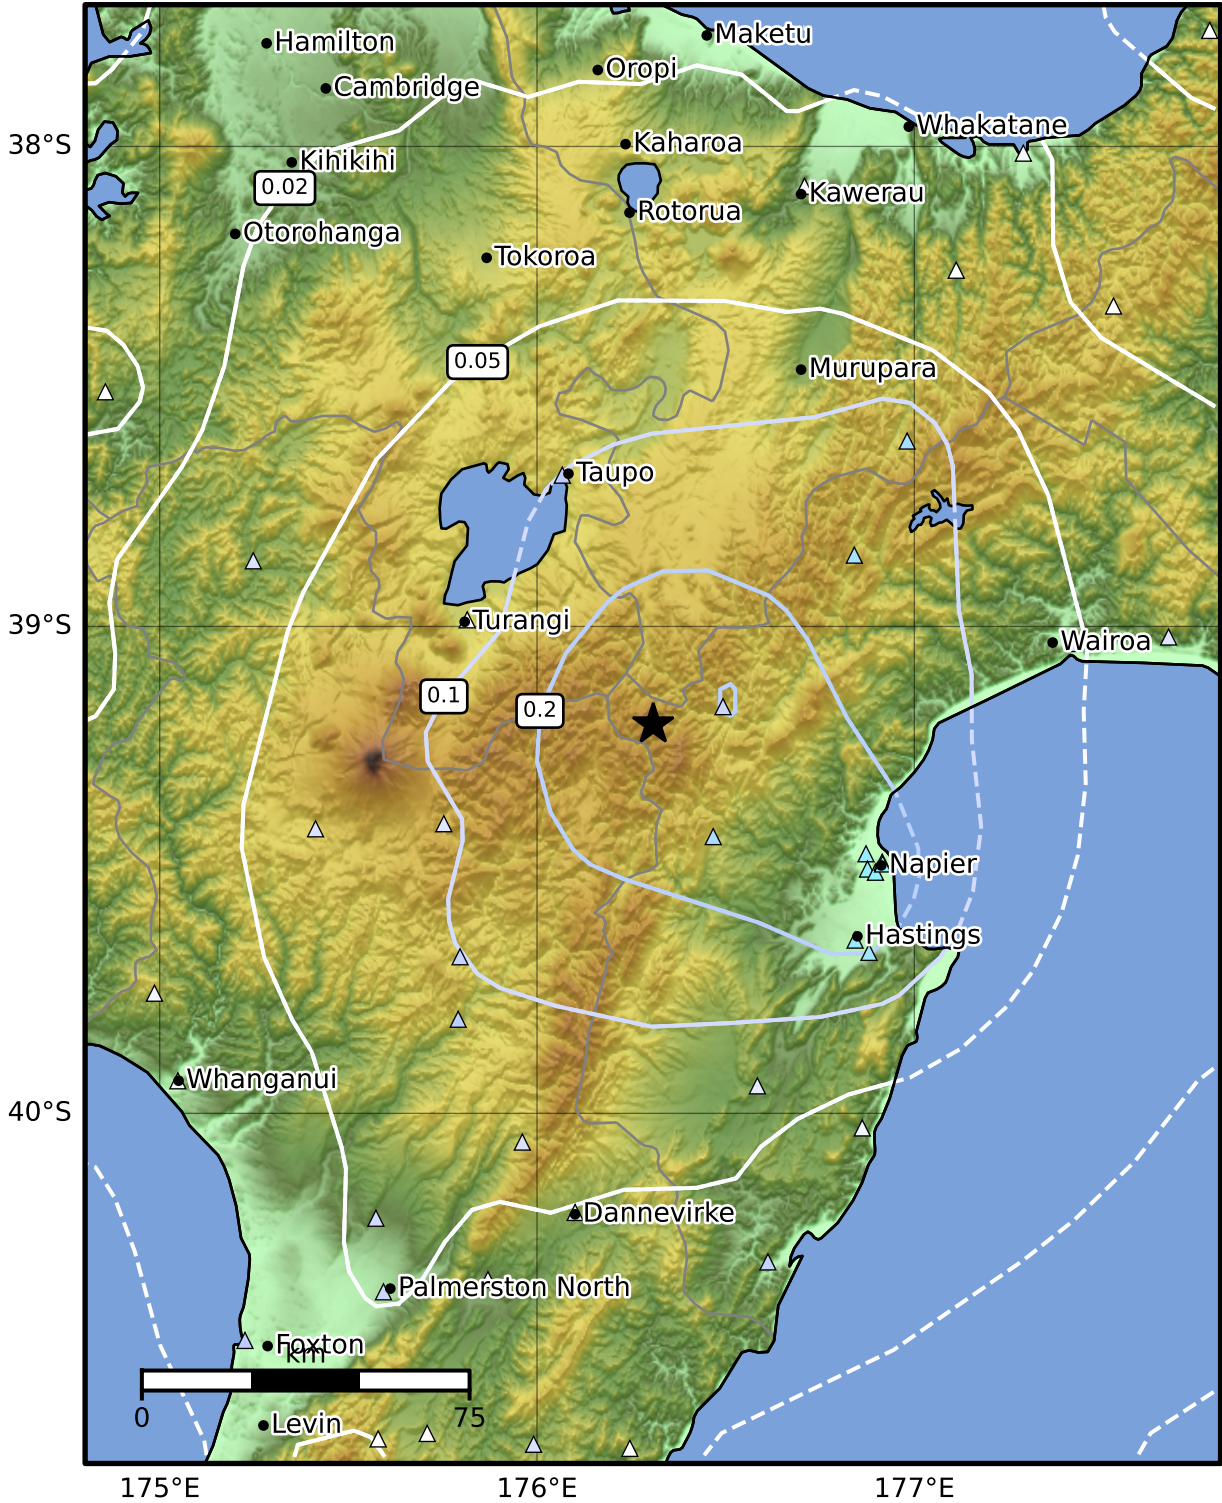 Hamilton
Maketu
Oropi
Cambridge
Whakatane
38°S
Kaharoa
Kihikihi
0.02
Kawerau
Rotorua
Otorohanga
Tokoroa
0.05
Murupara
Taupo
Turangi
39°S
Wairoa
0.1
0.2
Napier
Hastings
Whanganui
40°S
Dannevirke
Palmerston North
Foxton
km
0
75
Levin
175°E
176°E
177°E